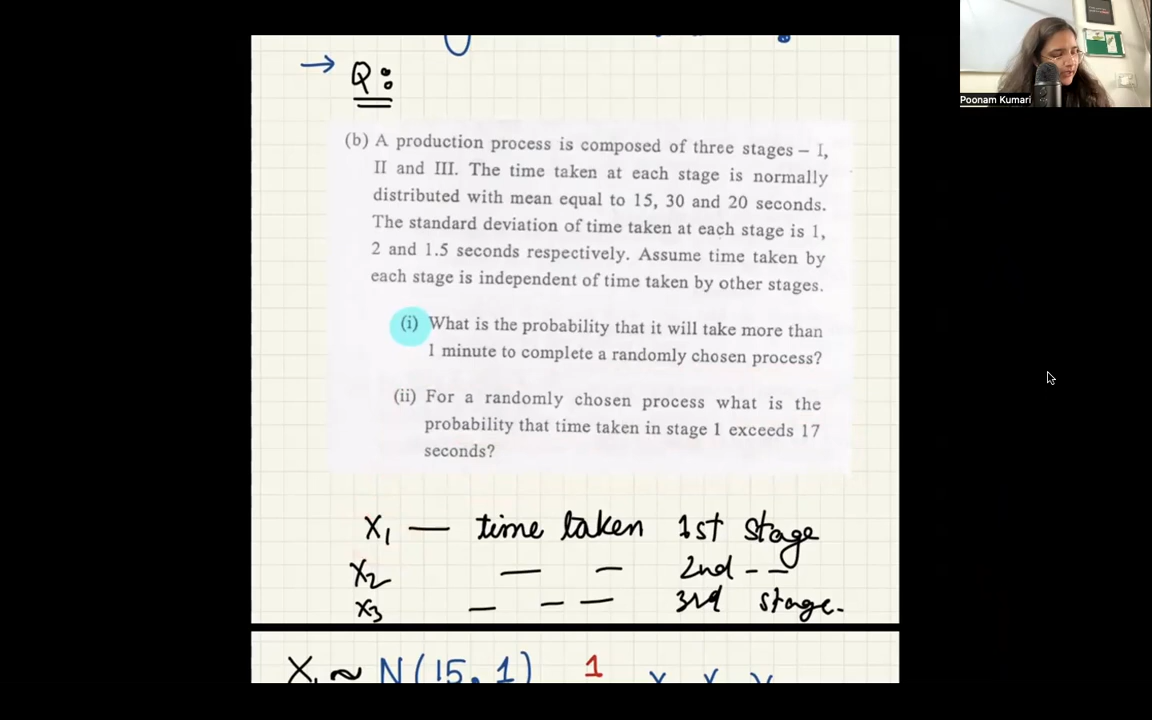 → Q:
Poonam Kumari
(b) A production process is composed of three stages – I,
II and III. The time taken at each stage is normally
distributed with mean equal to 15, 30 and 20 seconds.
The standard deviation of time taken at each stage is 1,
2 and 1.5 seconds respectively. Assume time taken by
each stage is independent of time taken by other stages.
(i) What is the probability that it will take more than
1 minute to complete a randomly chosen process?
(ii) For a randomly chosen process what is the
probability that time taken in stage 1 exceeds 17
seconds?
X1 — time taken 1st stage
X2 — — 2nd - -
X3 — — — 3rd stage.
X1 ~ N(15, 1) 1